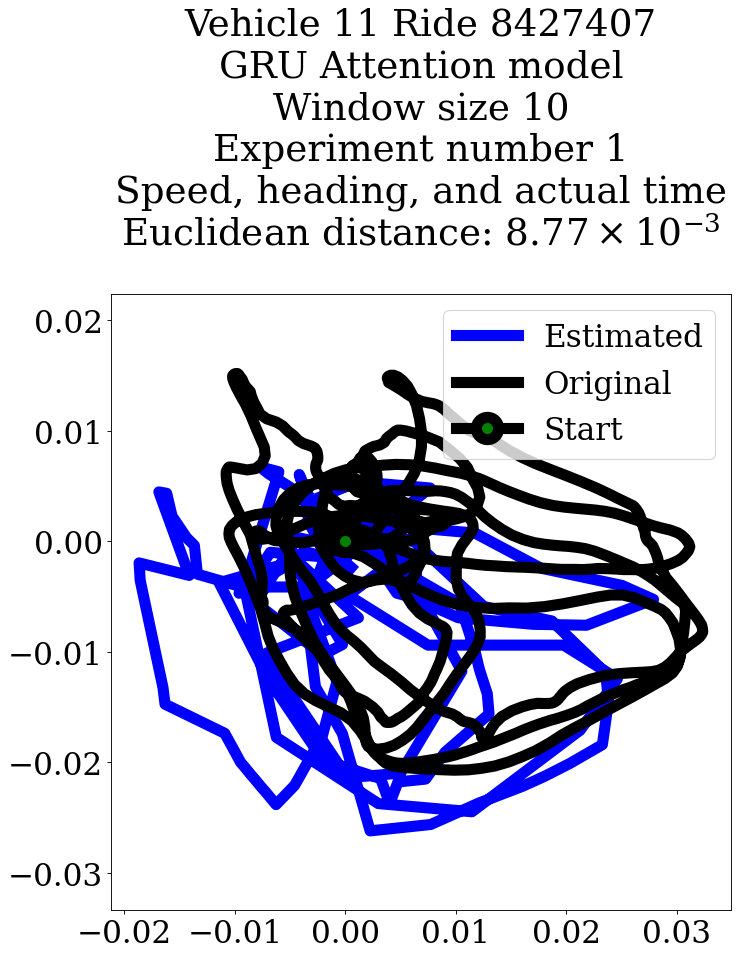 Vehicle 11 Ride 8427407
GRU Attention model
Window size 10
Experiment number 1
Speed, heading, and actual time
Euclidean distance: 8.77 × 10⁻³
Estimated
Original
Start
0.02
0.01
0.00
−0.01
−0.02
−0.03
−0.02 −0.01 0.00 0.01 0.02 0.03